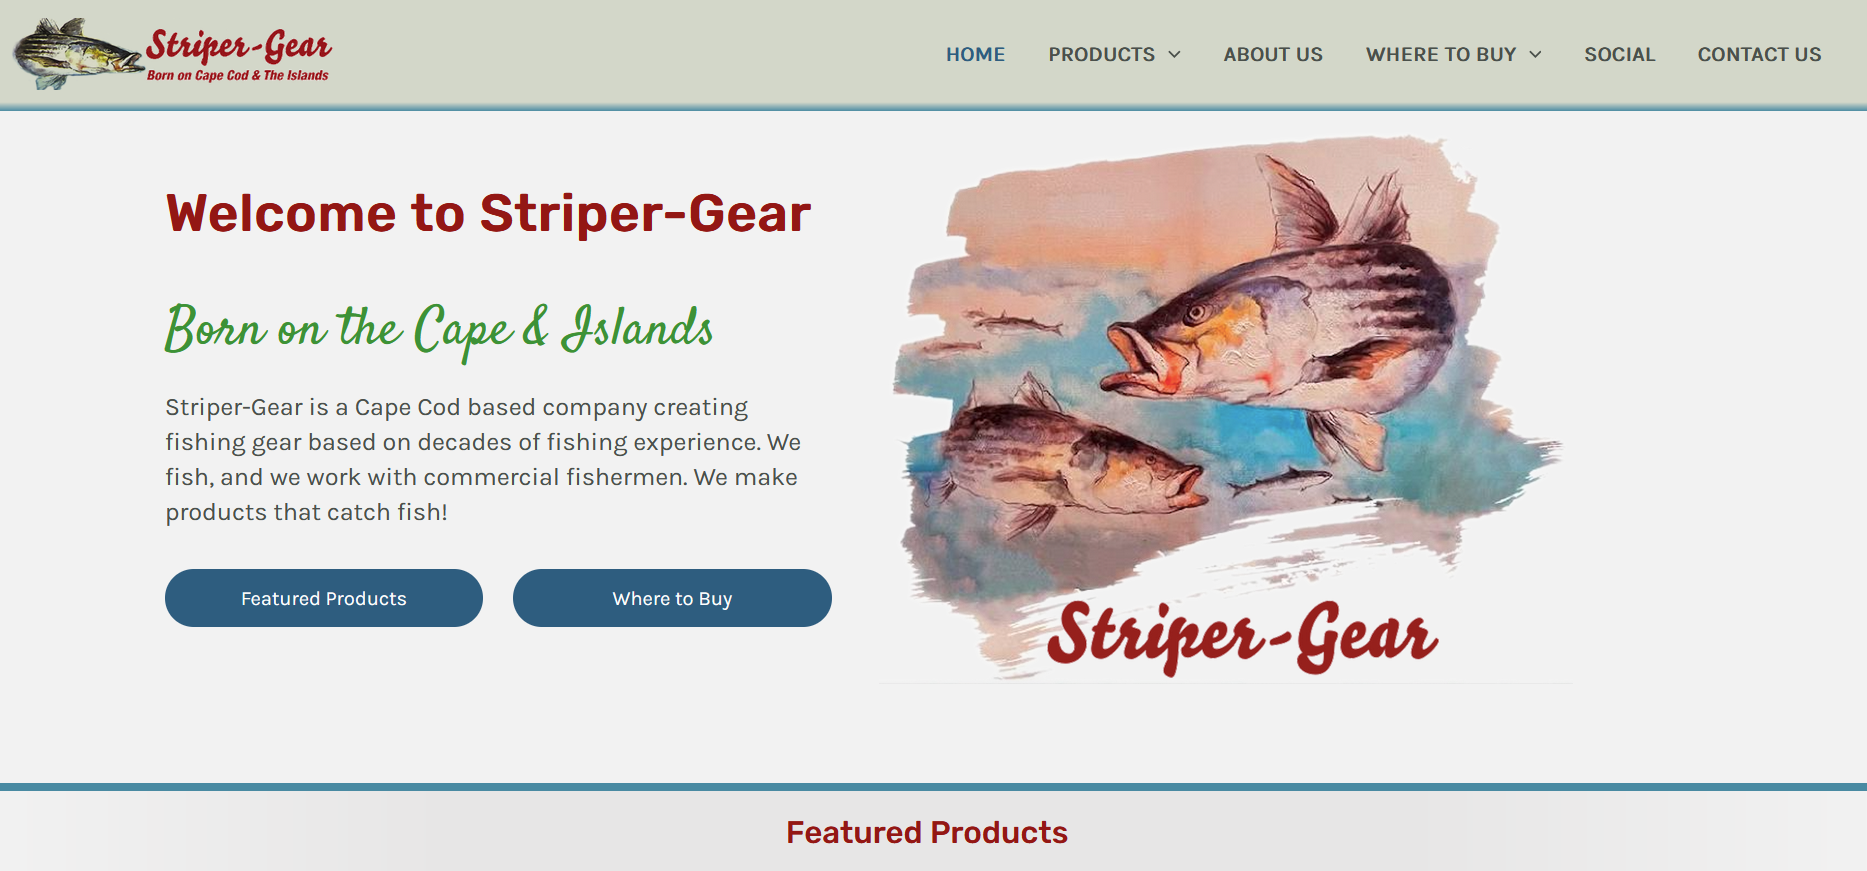 Striper-Gear
Born on Cape Cod & The Islands
HOME
PRODUCTS
ABOUT US
WHERE TO BUY
SOCIAL
CONTACT US
Welcome to Striper-Gear
Born on the Cape & Islands
Striper-Gear is a Cape Cod based company creating
fishing gear based on decades of fishing experience. We
fish, and we work with commercial fishermen. We make
products that catch fish!
Featured Products
Where to Buy
Striper-Gear
Featured Products